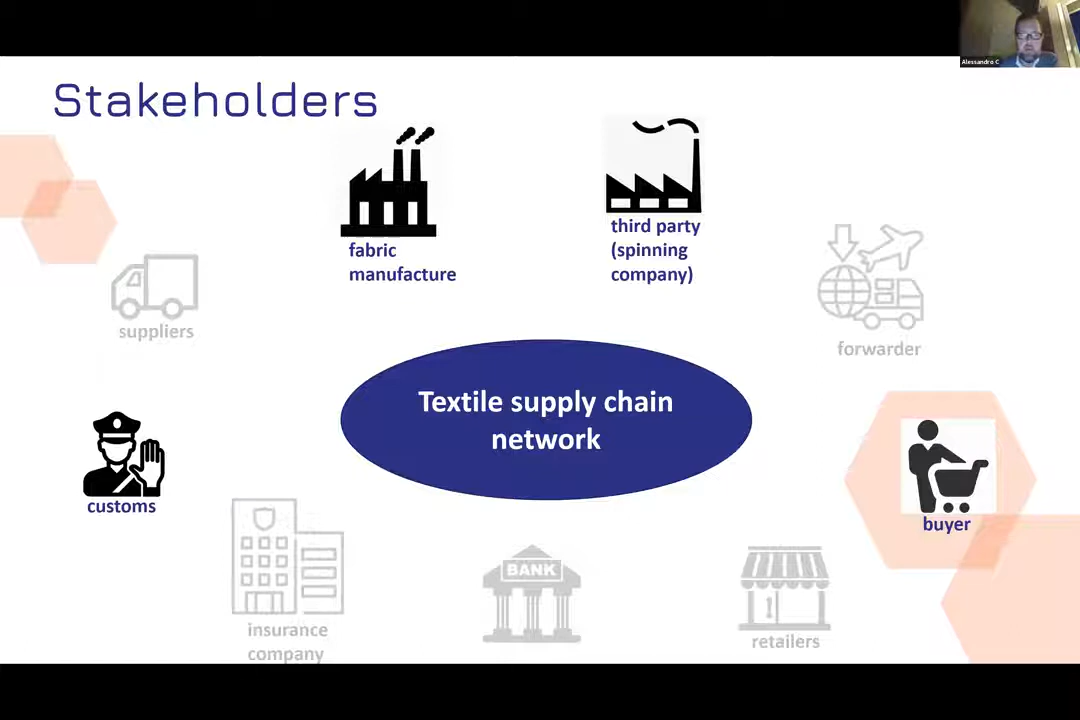 Alessandro C
Stakeholders
fabric
manufacture
third party
(spinning
company)
suppliers
forwarder
Textile supply chain
network
customs
buyer
insurance
company
BANK
retailers